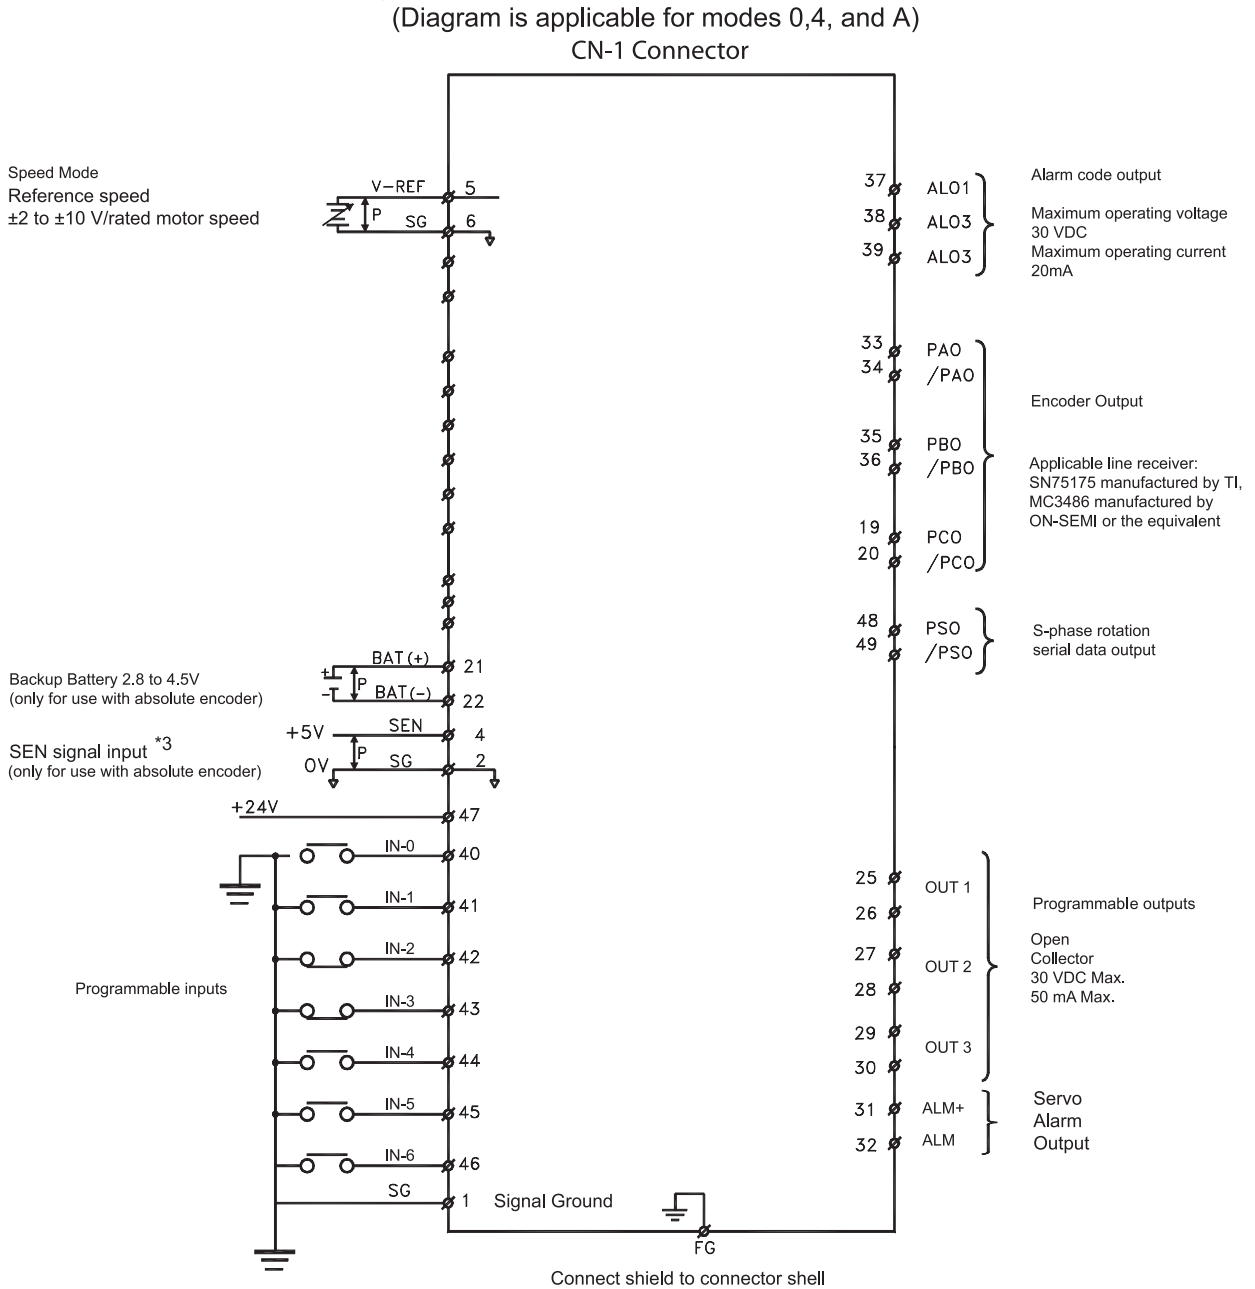 (Diagram is applicable for modes 0,4, and A)
CN-1 Connector
Speed Mode
Reference speed
±2 to ±10 V/rated motor speed
V-REF
5
P
SG
6
BAT(+)
21
Backup Battery 2.8 to 4.5V
(only for use with absolute encoder)
+
-
P
BAT(-)
22
+5V
SEN
4
SEN signal input *3
(only for use with absolute encoder)
P
0V
SG
2
+24V
47
IN-0
40
IN-1
41
IN-2
42
Programmable inputs
IN-3
43
IN-4
44
IN-5
45
IN-6
46
SG
1
Signal Ground
FG
Connect shield to connector shell
37
ALO1
38
ALO3
39
ALO3
Alarm code output
Maximum operating voltage
30 VDC
Maximum operating current
20mA
33
PAO
34
/PAO
35
PBO
36
/PBO
19
PCO
20
/PCO
Encoder Output
Applicable line receiver:
SN75175 manufactured by TI,
MC3486 manufactured by
ON-SEMI or the equivalent
48
PSO
49
/PSO
S-phase rotation
serial data output
25
OUT 1
26
27
OUT 2
28
29
OUT 3
30
Programmable outputs
Open
Collector
30 VDC Max.
50 mA Max.
31
ALM+
32
ALM
Servo
Alarm
Output